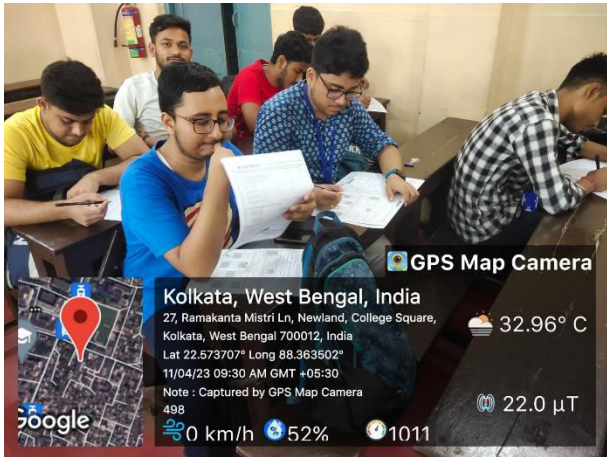 GPS Map Camera
Kolkata, West Bengal, India
27, Ramakanta Mistri Ln, Newland, College Square,
Kolkata, West Bengal 700012, India
Lat 22.573707° Long 88.363502°
11/04/23 09:30 AM GMT +05:30
Note : Captured by GPS Map Camera
498
32.96° C
22.0 µT
0 km/h 52% 1011
Google